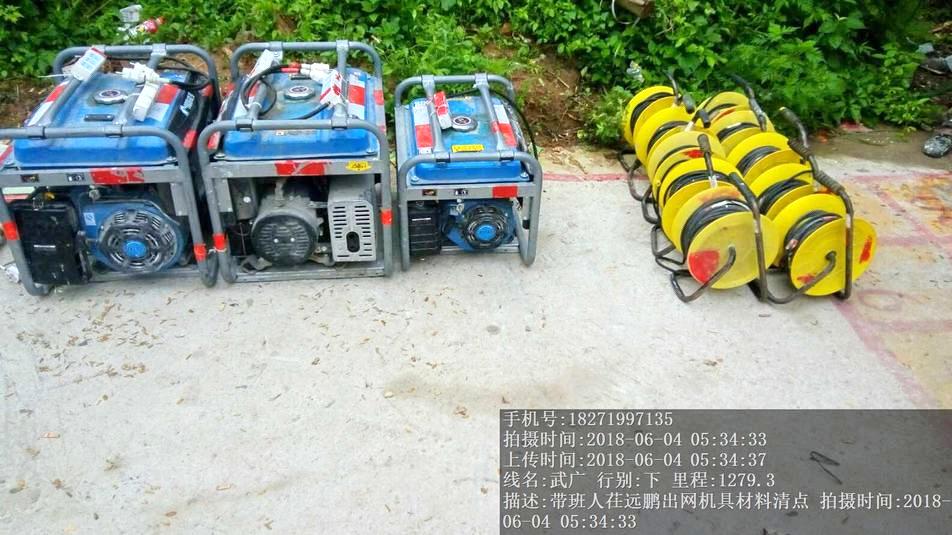 手机号:18271997135
拍摄时间:2018-06-04 05:34:33
上传时间:2018-06-04 05:34:37
线名:武广 行别:下 里程:1279.3
描述:带班人茌远鹏出网机具材料清点 拍摄时间:2018-
06-04 05:34:33